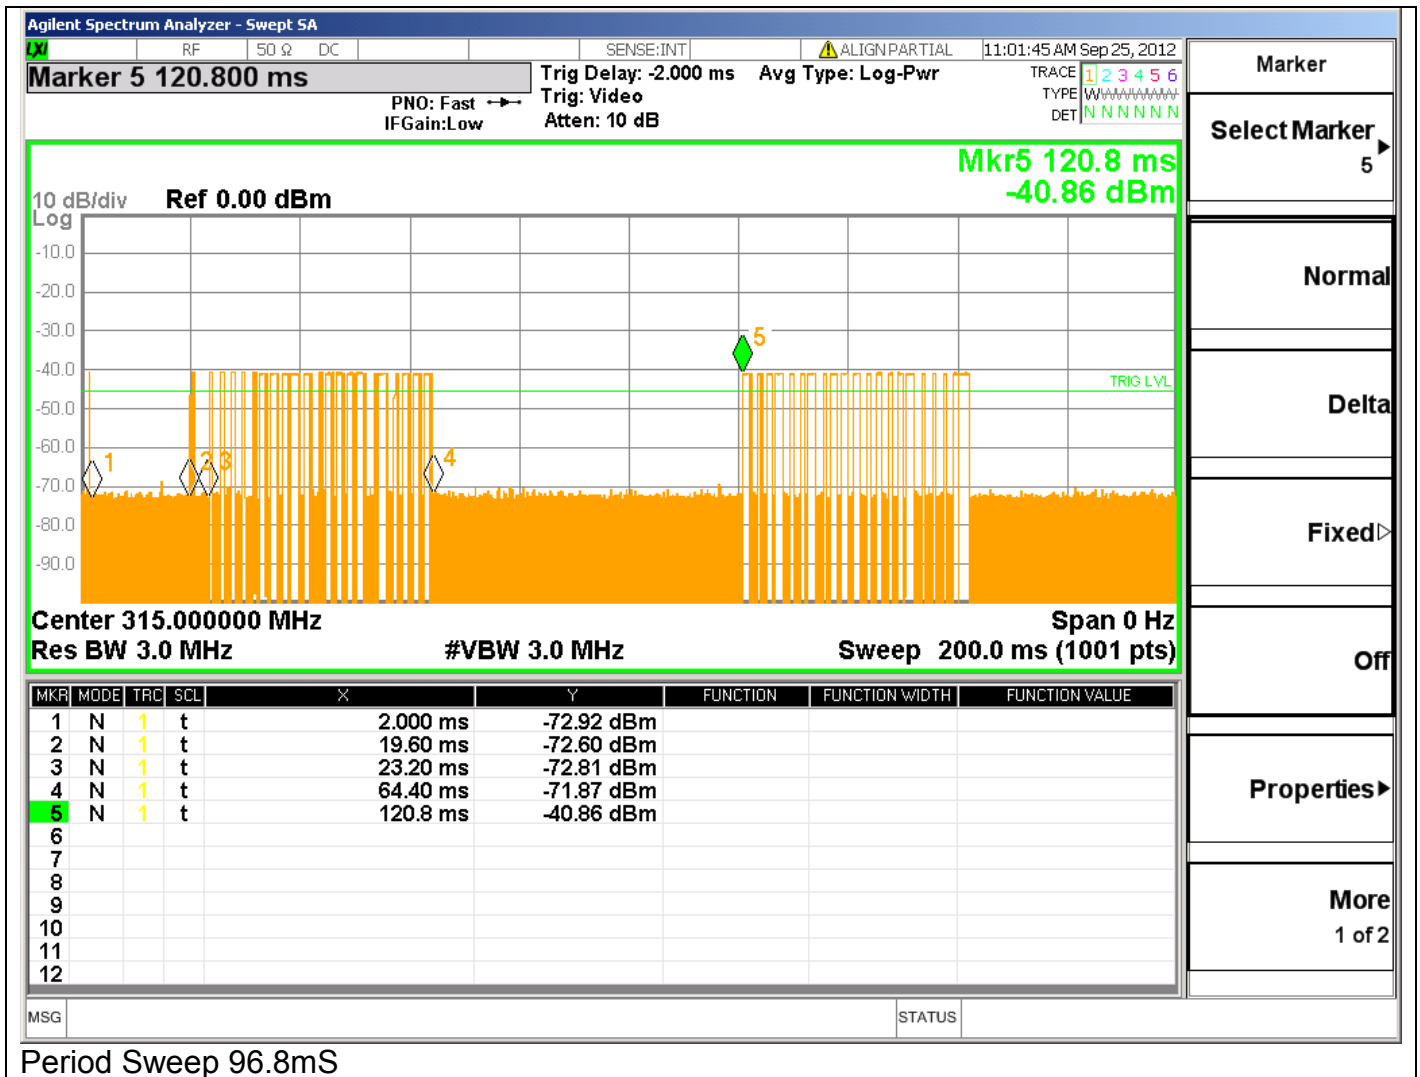 Agilent Spectrum Analyzer - Swept SA
LXI RF 50 Ω DC SENSE:INT ALIGN PARTIAL 11:01:45 AM Sep 25, 2012
Marker 5 120.800 ms
PNO: Fast
IFGain:Low
Trig Delay: -2.000 ms
Trig: Video
Atten: 10 dB
Avg Type: Log-Pwr
TRACE 1 2 3 4 5 6
TYPE WWWWWW
DET N N N N N N
Mkr5 120.8 ms
-40.86 dBm
10 dB/div Ref 0.00 dBm
Log
-10.0
-20.0
-30.0
-40.0
-50.0
-60.0
-70.0
-80.0
-90.0
5
TRIG LVL
1
2
3
4
Center 315.000000 MHz Span 0 Hz
Res BW 3.0 MHz #VBW 3.0 MHz Sweep 200.0 ms (1001 pts)
MKR MODE TRC SCL X Y FUNCTION FUNCTION WIDTH FUNCTION VALUE
1 N 1 t 2.000 ms -72.92 dBm
2 N 1 t 19.60 ms -72.60 dBm
3 N 1 t 23.20 ms -72.81 dBm
4 N 1 t 64.40 ms -71.87 dBm
5 N 1 t 120.8 ms -40.86 dBm
6
7
8
9
10
11
12
MSG STATUS
Marker
Select Marker
5
Normal
Delta
Fixed
Off
Properties
More
1 of 2
Period Sweep 96.8mS